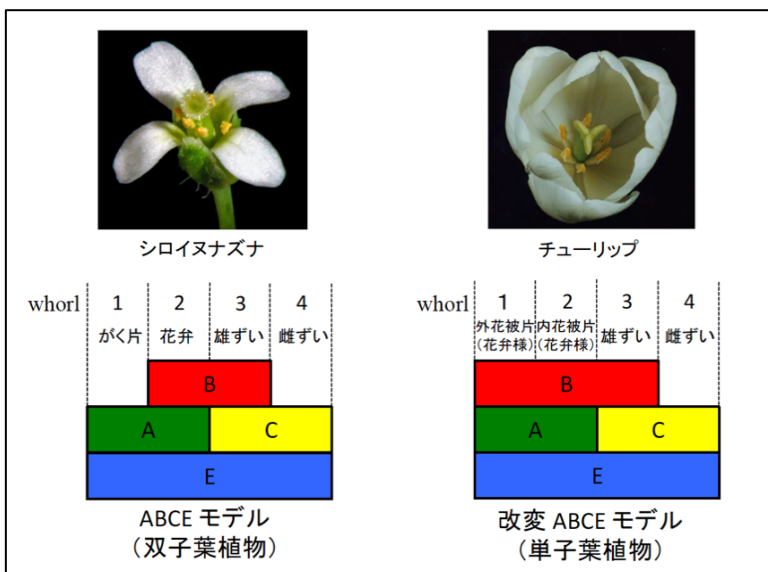 シロイヌナズナ
whorl 1 2 3 4
がく片 花弁 雄ずい 雌ずい
B
A C
E
ABCE モデル
(双子葉植物)
チューリップ
whorl 1 2 3 4
外花被片 内花被片 雄ずい 雌ずい
(花弁様) (花弁様)
B
A C
E
改変 ABCE モデル
(単子葉植物)